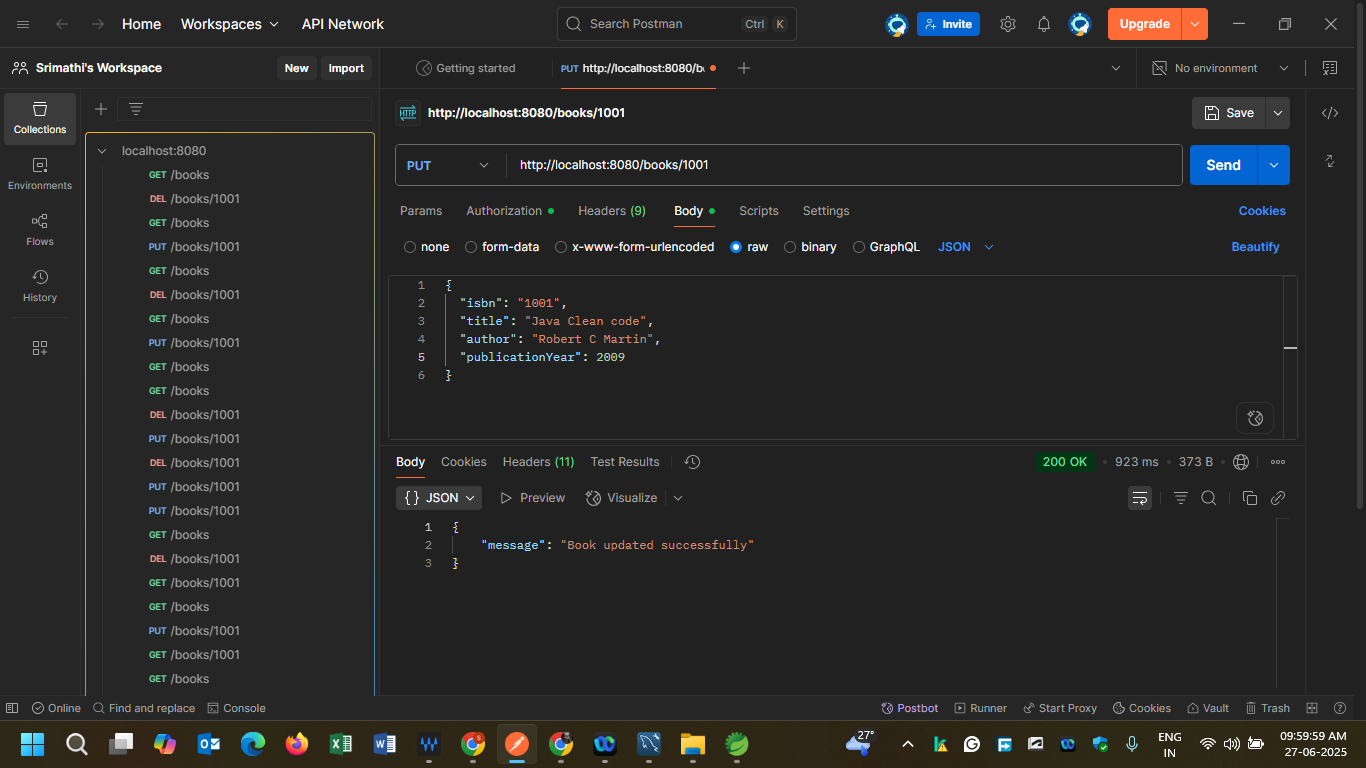 Home Workspaces API Network Search Postman Ctrl K Invite Upgrade
Srimathi's Workspace New Import Getting started PUT http://localhost:8080/b No environment
Collections
Environments
Flows
History
localhost:8080
GET /books
DEL /books/1001
GET /books
PUT /books/1001
GET /books
DEL /books/1001
GET /books
PUT /books/1001
GET /books
GET /books
DEL /books/1001
PUT /books/1001
DEL /books/1001
PUT /books/1001
PUT /books/1001
GET /books
DEL /books/1001
GET /books/1001
GET /books
PUT /books/1001
GET /books/1001
GET /books
HTTP http://localhost:8080/books/1001 Save
PUT http://localhost:8080/books/1001 Send
Params Authorization Headers (9) Body Scripts Settings Cookies
none form-data x-www-form-urlencoded raw binary GraphQL JSON Beautify
1 {
2 "isbn": "1001",
3 "title": "Java Clean code",
4 "author": "Robert C Martin",
5 "publicationYear": 2009
6 }
Body Cookies Headers (11) Test Results 200 OK • 923 ms • 373 B
{} JSON Preview Visualize
1 {
2 "message": "Book updated successfully"
3 }
Online Find and replace Console Postbot Runner Start Proxy Cookies Vault Trash
27° ENG IN 09:59:59 AM
27-06-2025